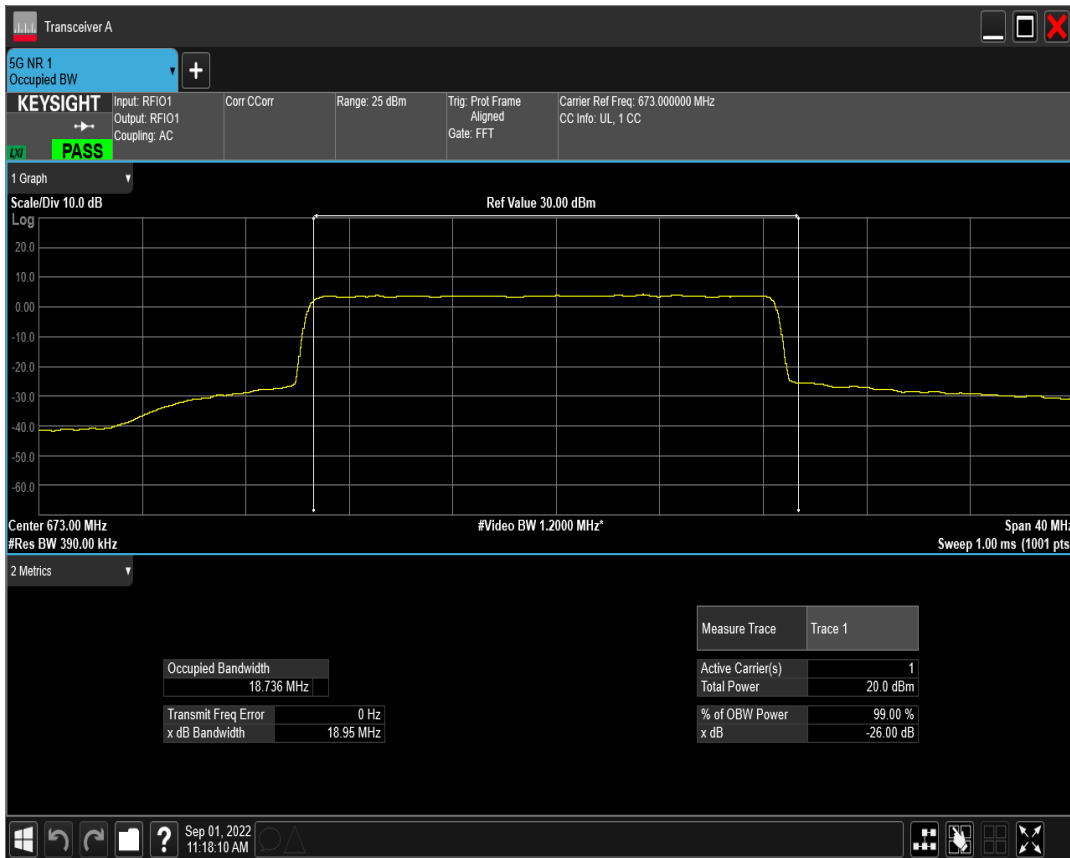 Transceiver A
5G NR 1
Occupied BW
+
KEYSIGHT
LXI
PASS
Input: RFIO1
Output: RFIO1
Coupling: AC
Corr CCorr
Range: 25 dBm
Trig: Prot Frame
Aligned
Gate: FFT
Carrier Ref Freq: 673.000000 MHz
CC Info: UL, 1 CC
1 Graph
Scale/Div 10.0 dB
Ref Value 30.00 dBm
Log
20.0
10.0
0.00
-10.0
-20.0
-30.0
-40.0
-50.0
-60.0
Center 673.00 MHz
#Video BW 1.2000 MHz*
Span 40 MHz
#Res BW 390.00 kHz
Sweep 1.00 ms (1001 pts
2 Metrics
Measure Trace Trace 1
Occupied Bandwidth
18.736 MHz
Active Carrier(s) 1
Total Power 20.0 dBm
Transmit Freq Error 0 Hz
x dB Bandwidth 18.95 MHz
% of OBW Power 99.00 %
x dB -26.00 dB
?
Sep 01, 2022
11:18:10 AM